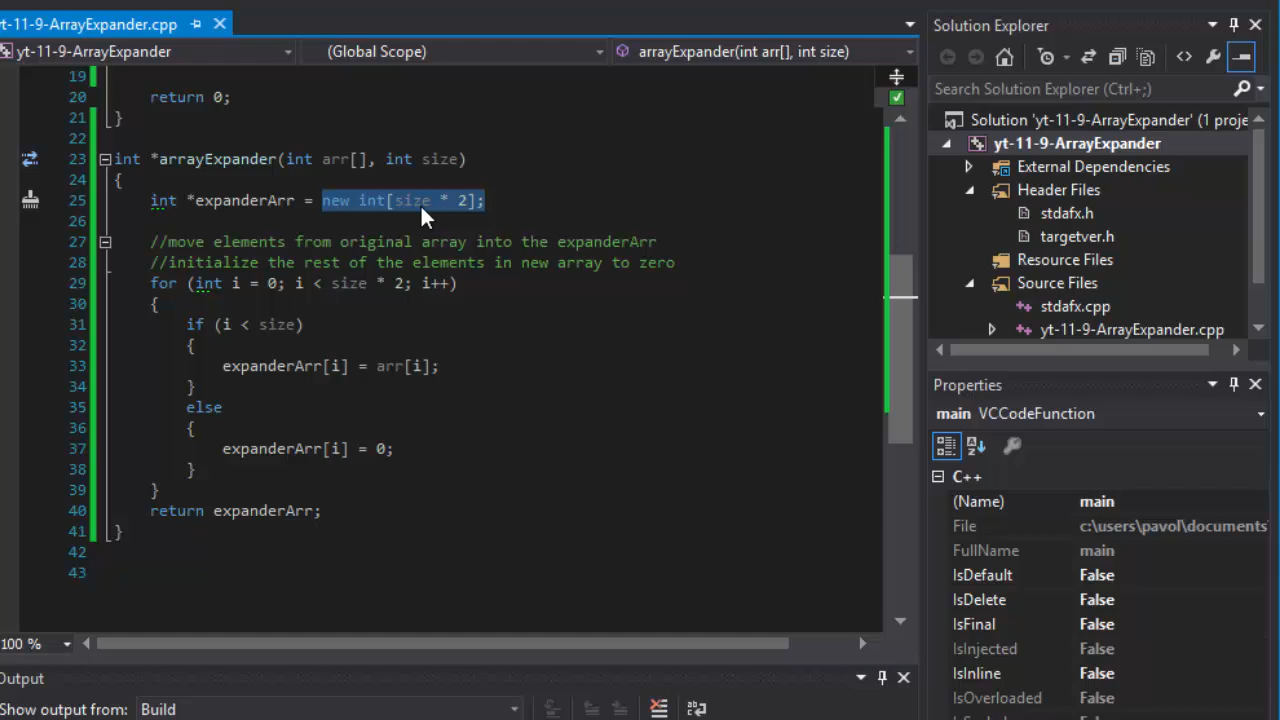 yt-11-9-ArrayExpander.cpp
yt-11-9-ArrayExpander
(Global Scope)
arrayExpander(int arr[], int size)
19
20 return 0;
21 }
22
23 int *arrayExpander(int arr[], int size)
24 {
25 int *expanderArr = new int[size * 2];
26
27 //move elements from original array into the expanderArr
28 //initialize the rest of the elements in new array to zero
29 for (int i = 0; i < size * 2; i++)
30 {
31 if (i < size)
32 {
33 expanderArr[i] = arr[i];
34 }
35 else
36 {
37 expanderArr[i] = 0;
38 }
39 }
40 return expanderArr;
41 }
42
43
100 %
Output
Show output from: Build
Solution Explorer
Search Solution Explorer (Ctrl+;)
Solution 'yt-11-9-ArrayExpander' (1 proje
yt-11-9-ArrayExpander
External Dependencies
Header Files
stdafx.h
targetver.h
Resource Files
Source Files
stdafx.cpp
yt-11-9-ArrayExpander.cpp
Properties
main VCCodeFunction
C++
(Name) main
File c:\users\pavol\documents
FullName main
IsDefault False
IsDelete False
IsFinal False
IsInjected False
IsInline False
IsOverloaded False